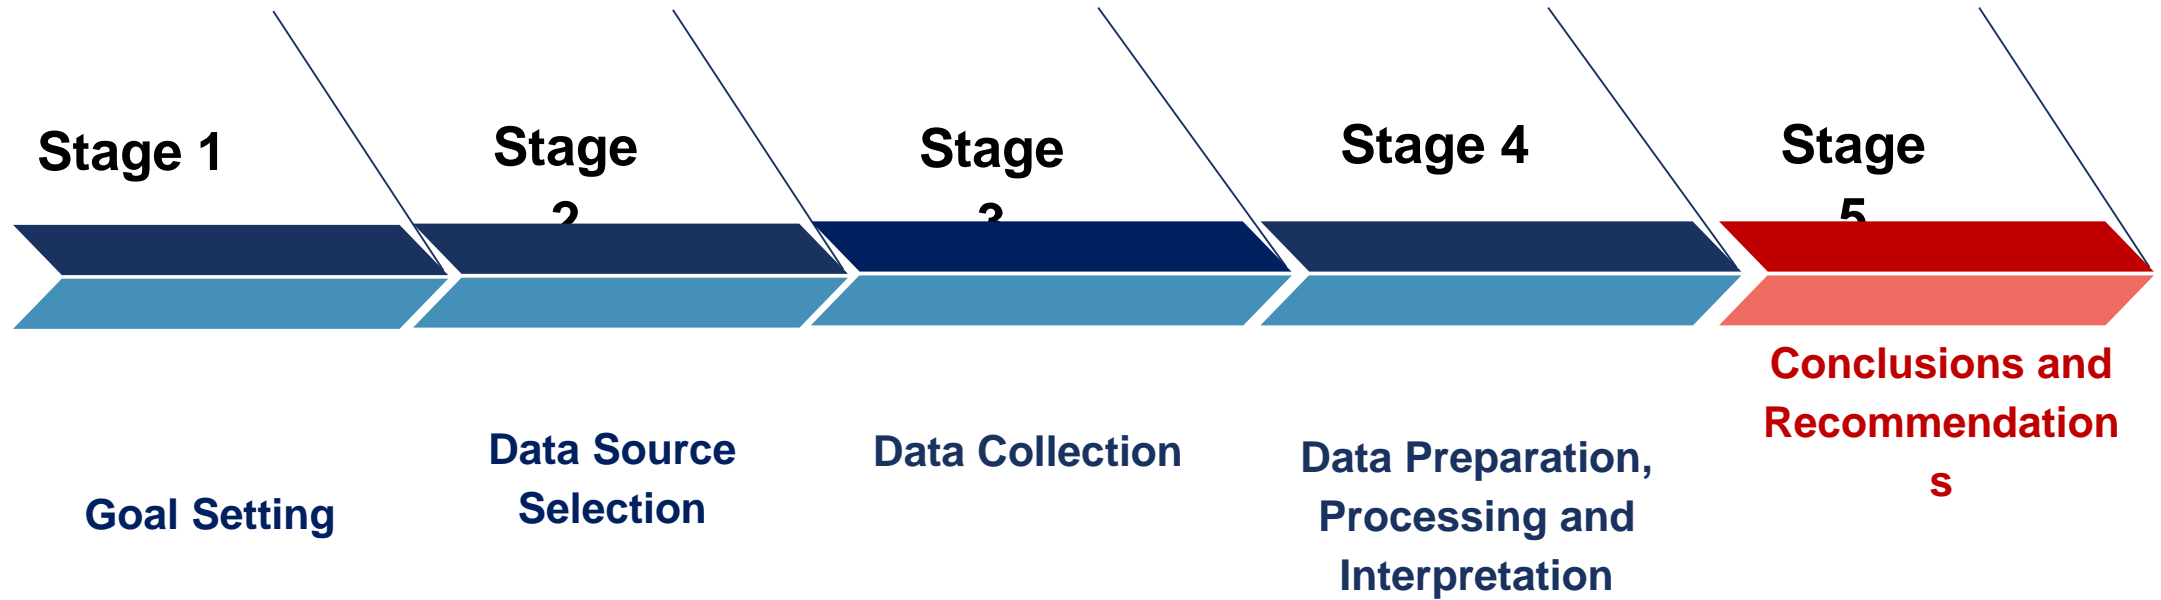 Stage 1
Stage
2
Stage
3
Stage 4
Stage
5
Goal Setting
Data Source
Selection
Data Collection
Data Preparation,
Processing and
Interpretation
Conclusions and
Recommendation
s